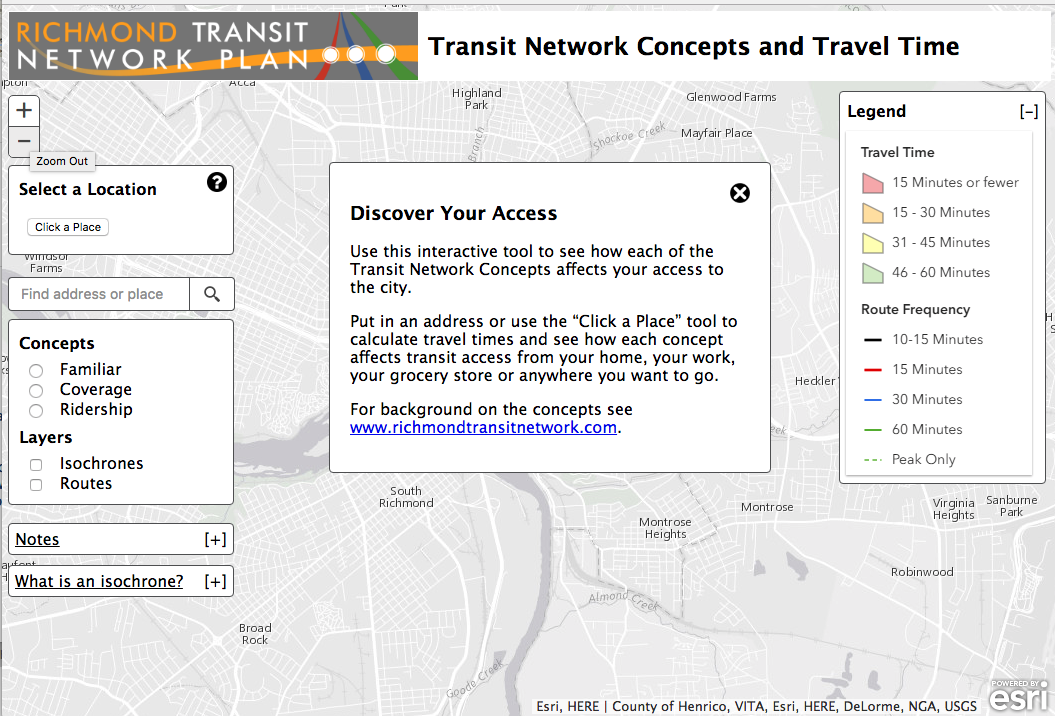 RICHMOND TRANSIT
NETWORK PLAN
Transit Network Concepts and Travel Time
Acca
Highland
Park
Glenwood Farms
Branch
Shockoe Creek
Mayfair Place
+
−
Zoom Out
Select a Location
?
Click a Place
Windsor
Farms
Find address or place
Concepts
Familiar
Coverage
Ridership
Layers
Isochrones
Routes
Notes [+]
What is an isochrone? [+]
Discover Your Access
Use this interactive tool to see how each of the
Transit Network Concepts affects your access to
the city.
Put in an address or use the “Click a Place” tool to
calculate travel times and see how each concept
affects transit access from your home, your work,
your grocery store or anywhere you want to go.
For background on the concepts see
www.richmondtransitnetwork.com.
Legend [−]
Travel Time
15 Minutes or fewer
15 - 30 Minutes
31 - 45 Minutes
46 - 60 Minutes
Route Frequency
10-15 Minutes
15 Minutes
30 Minutes
60 Minutes
Peak Only
Heckler
South
Richmond
Montrose
Heights
Montrose
Virginia
Heights
Sanburne
Park
Robinwood
Almond Creek
Broad
Rock
Goode Creek
Esri, HERE | County of Henrico, VITA, Esri, HERE, DeLorme, NGA, USGS
POWERED BY
esri